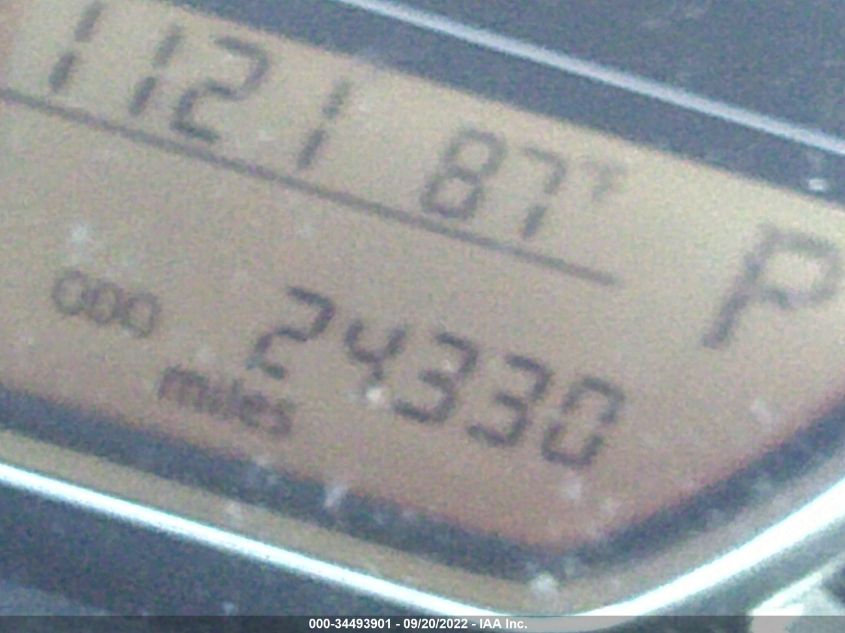 1121 87°F
P
ODO 24330
miles
000-34493901 - 09/20/2022 - IAA Inc.